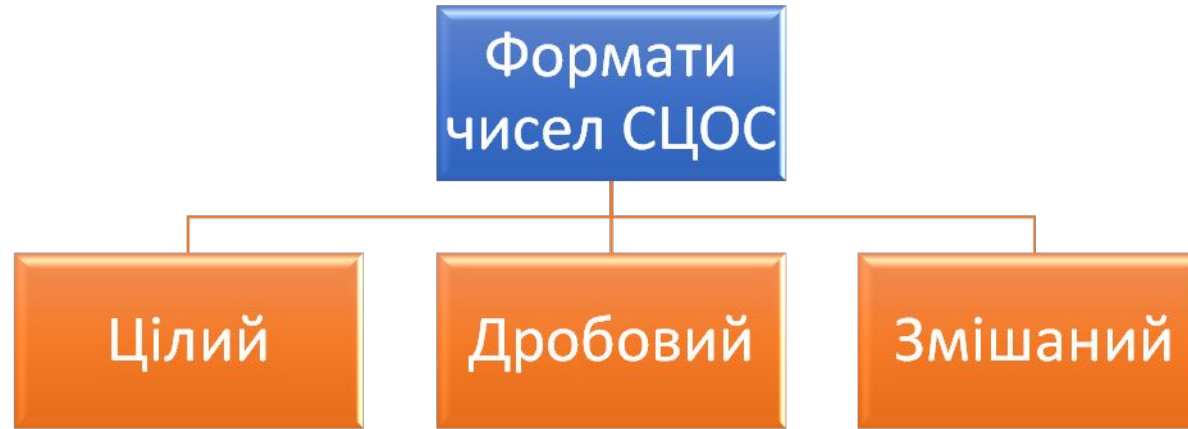 Формати
чисел СЦОС
Цілий
Дробовий
Змішаний